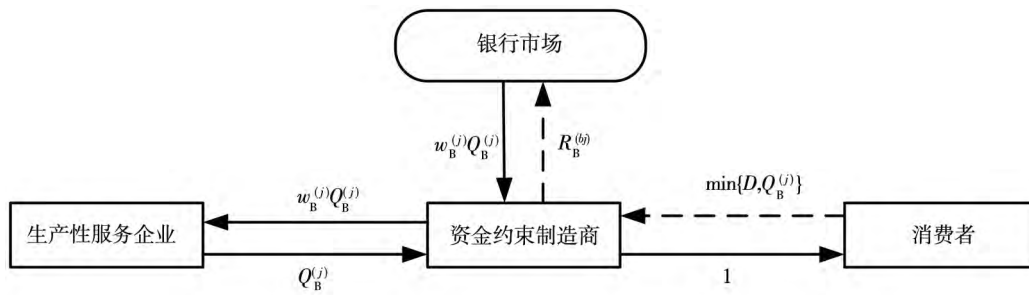 银行市场
w_B^(j)Q_B^(j) R_B^(bj)
w_B^(j)Q_B^(j) min{D,Q_B^(j)}
生产性服务企业 资金约束制造商 消费者
Q_B^(j) 1